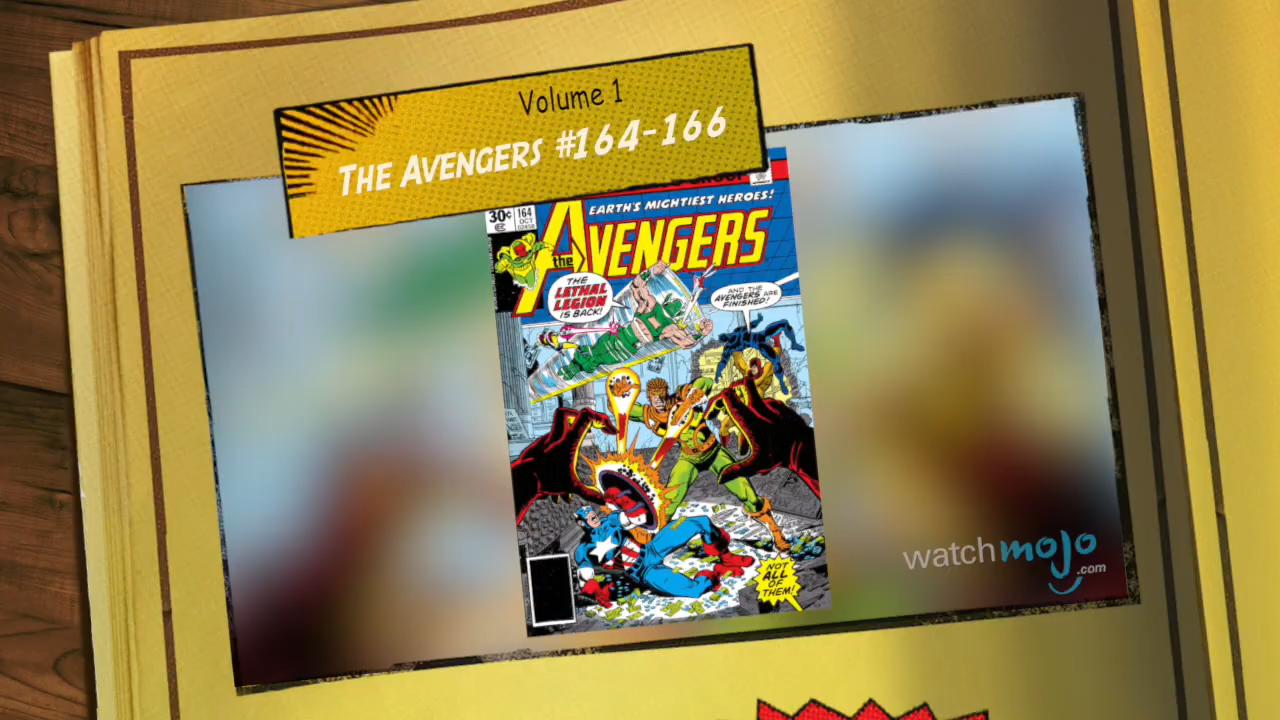 Volume 1
THE AVENGERS #164-166
EARTH'S MIGHTIEST HEROES!
30¢
164
OCT
the AVENGERS
THE
LETHAL
LEGION
IS BACK!
AND THE
AVENGERS ARE
FINISHED!
NOT
ALL
OF
THEM!
watchmojo
.com